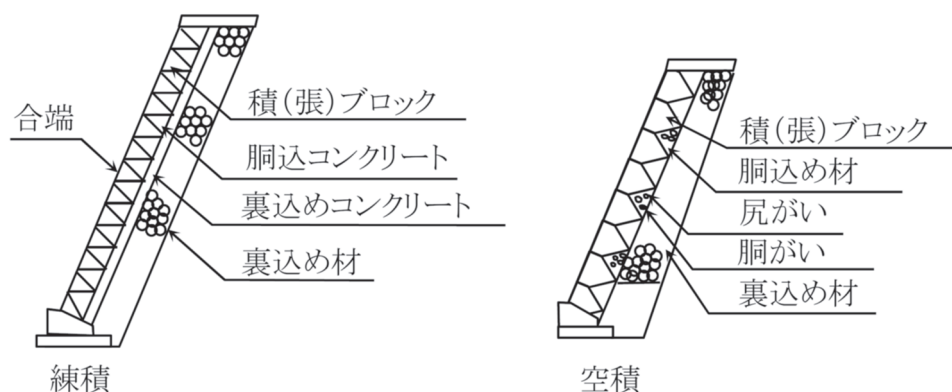 合端
積(張)ブロック
胴込コンクリート
裏込めコンクリート
裏込め材
練積
積(張)ブロック
胴込め材
尻がい
胴がい
裏込め材
空積